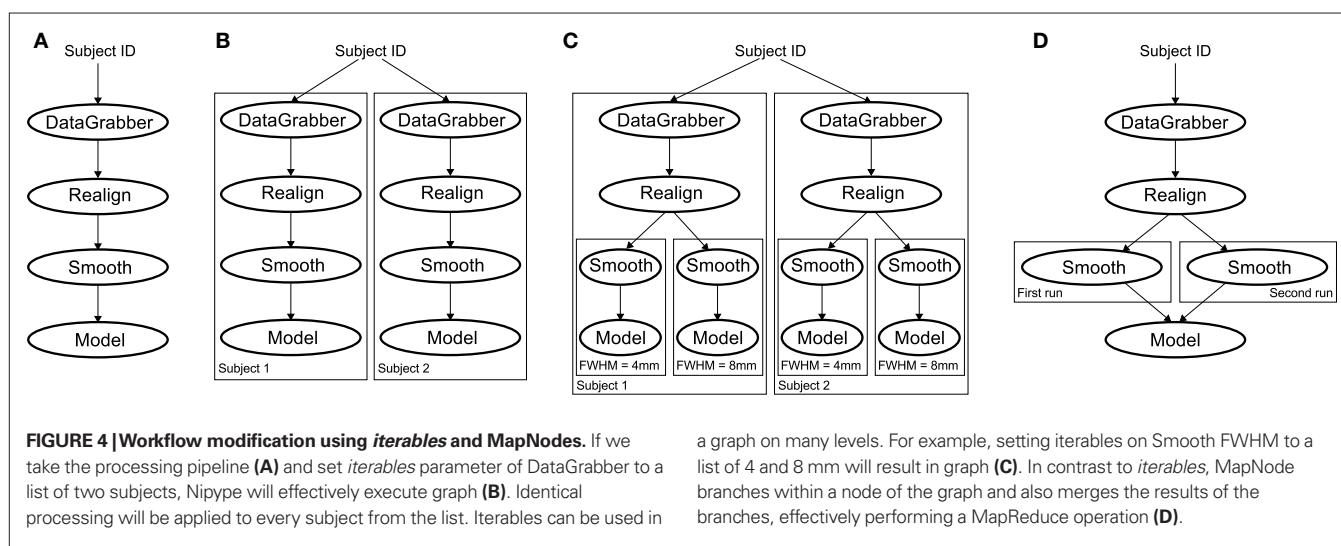 A
Subject ID
DataGrabber
Realign
Smooth
Model
B
Subject ID
DataGrabber
DataGrabber
Realign
Realign
Smooth
Smooth
Model
Model
Subject 1
Subject 2
C
Subject ID
DataGrabber
DataGrabber
Realign
Realign
Smooth
Smooth
Smooth
Smooth
Model
Model
Model
Model
FWHM = 4mm
FWHM = 8mm
FWHM = 4mm
FWHM = 8mm
Subject 1
Subject 2
D
Subject ID
DataGrabber
Realign
Smooth
Smooth
First run
Second run
Model
FIGURE 4 | Workflow modification using iterables and MapNodes. If we
take the processing pipeline (A) and set iterables parameter of DataGrabber to a
list of two subjects, Nipype will effectively execute graph (B). Identical
processing will be applied to every subject from the list. Iterables can be used in
a graph on many levels. For example, setting iterables on Smooth FWHM to a
list of 4 and 8 mm will result in graph (C). In contrast to iterables, MapNode
branches within a node of the graph and also merges the results of the
branches, effectively performing a MapReduce operation (D).